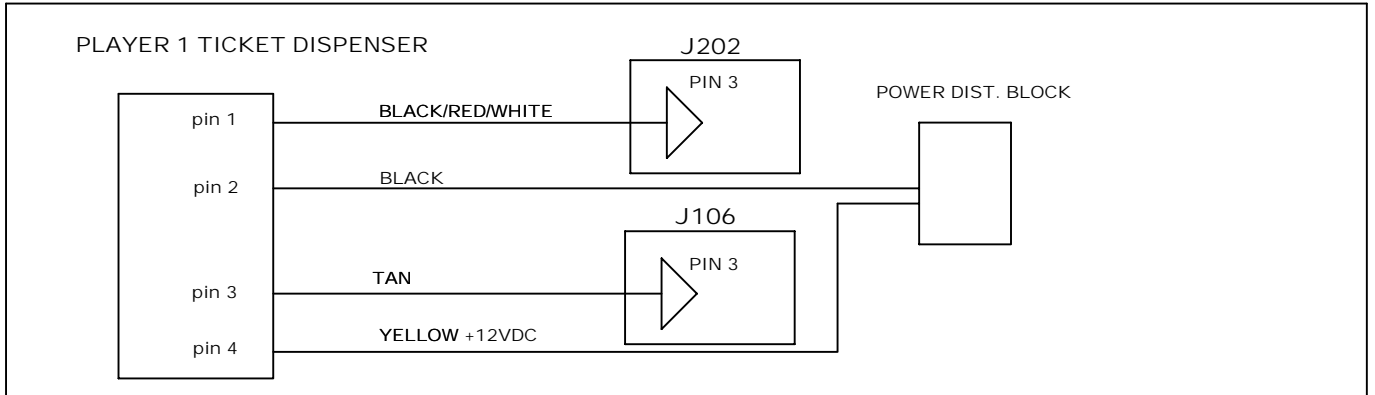 PLAYER 1 TICKET DISPENSER
J202
PIN 3
POWER DIST. BLOCK
pin 1
BLACK/RED/WHITE
pin 2
BLACK
J106
PIN 3
pin 3
TAN
pin 4
YELLOW +12VDC